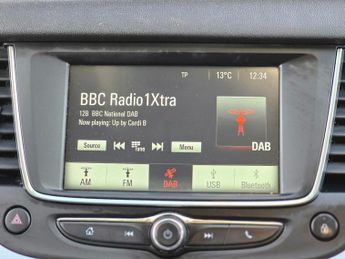 TP 13°C 12:34
BBC Radio1Xtra
12B BBC National DAB
Now playing: Up by Cardi B
Source Tune Menu
DAB
AM FM DAB USB Bluetooth